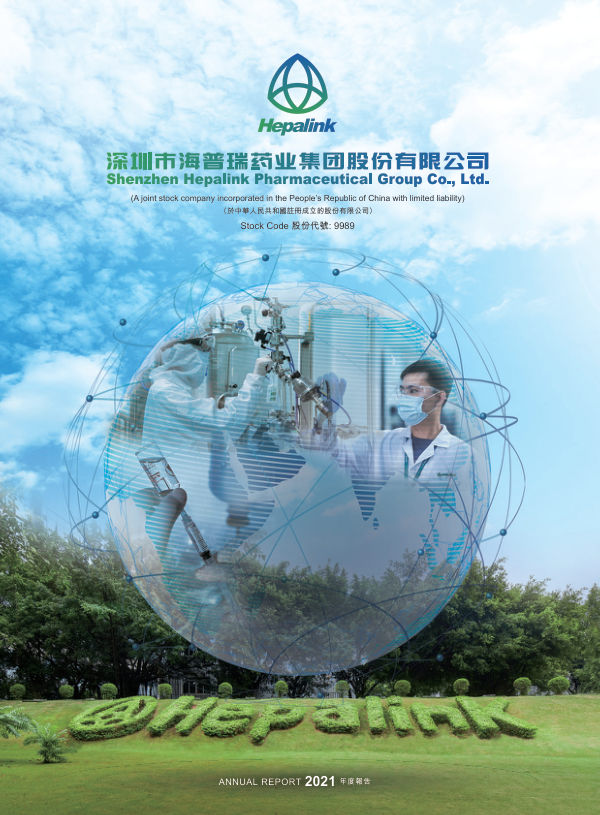 Hepalink
深圳市海普瑞药业集团股份有限公司
Shenzhen Hepalink Pharmaceutical Group Co., Ltd.
(A joint stock company incorporated in the People's Republic of China with limited liability)
（於中華人民共和國註冊成立的股份有限公司）
Stock Code 股份代號: 9989
Hepalink
ANNUAL REPORT 2021 年度報告